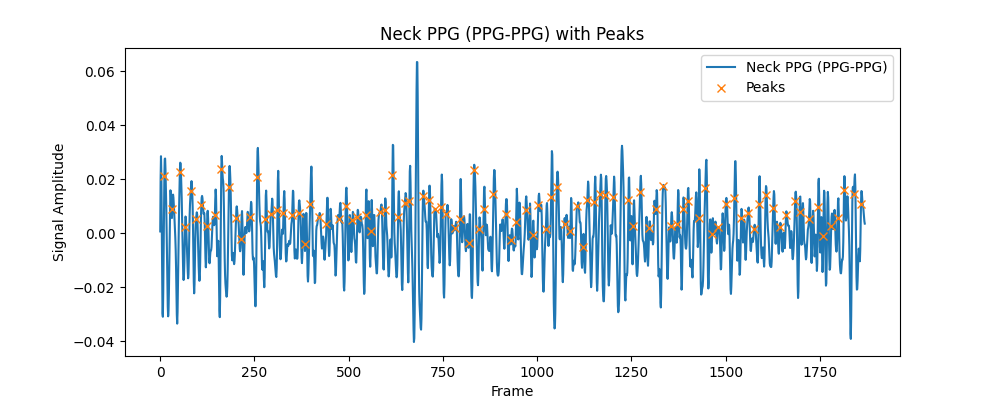 Neck PPG (PPG-PPG) with Peaks
Neck PPG (PPG-PPG)
Peaks
0.06
0.04
0.02
0.00
−0.02
−0.04
Signal Amplitude
0
250
500
750
1000
1250
1500
1750
Frame